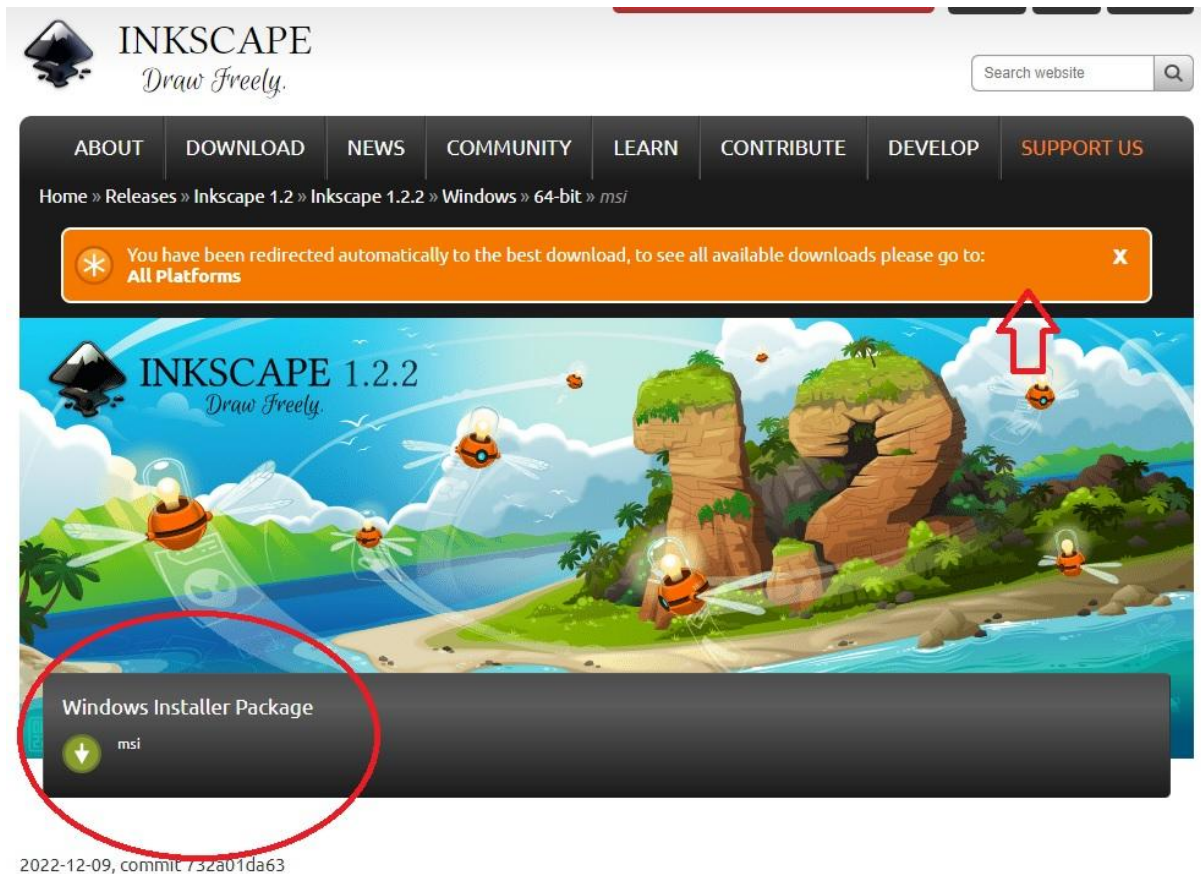 INKSCAPE
Draw Freely.
Search website
ABOUT DOWNLOAD NEWS COMMUNITY LEARN CONTRIBUTE DEVELOP SUPPORT US
Home » Releases » Inkscape 1.2 » Inkscape 1.2.2 » Windows » 64-bit » msi
You have been redirected automatically to the best download, to see all available downloads please go to:
All Platforms
X
INKSCAPE 1.2.2
Draw Freely.
1.2
Windows Installer Package
msi
2022-12-09, commit 732a01da63